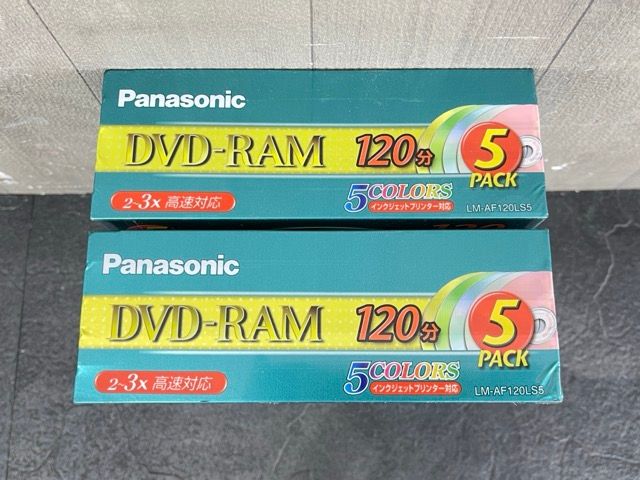 Panasonic
DVD-RAM 120分 5 PACK
2~3x 高速対応
5COLORS
インクジェットプリンター対応
LM-AF120LS5
Panasonic
DVD-RAM 120分 5 PACK
2~3x 高速対応
5COLORS
インクジェットプリンター対応
LM-AF120LS5